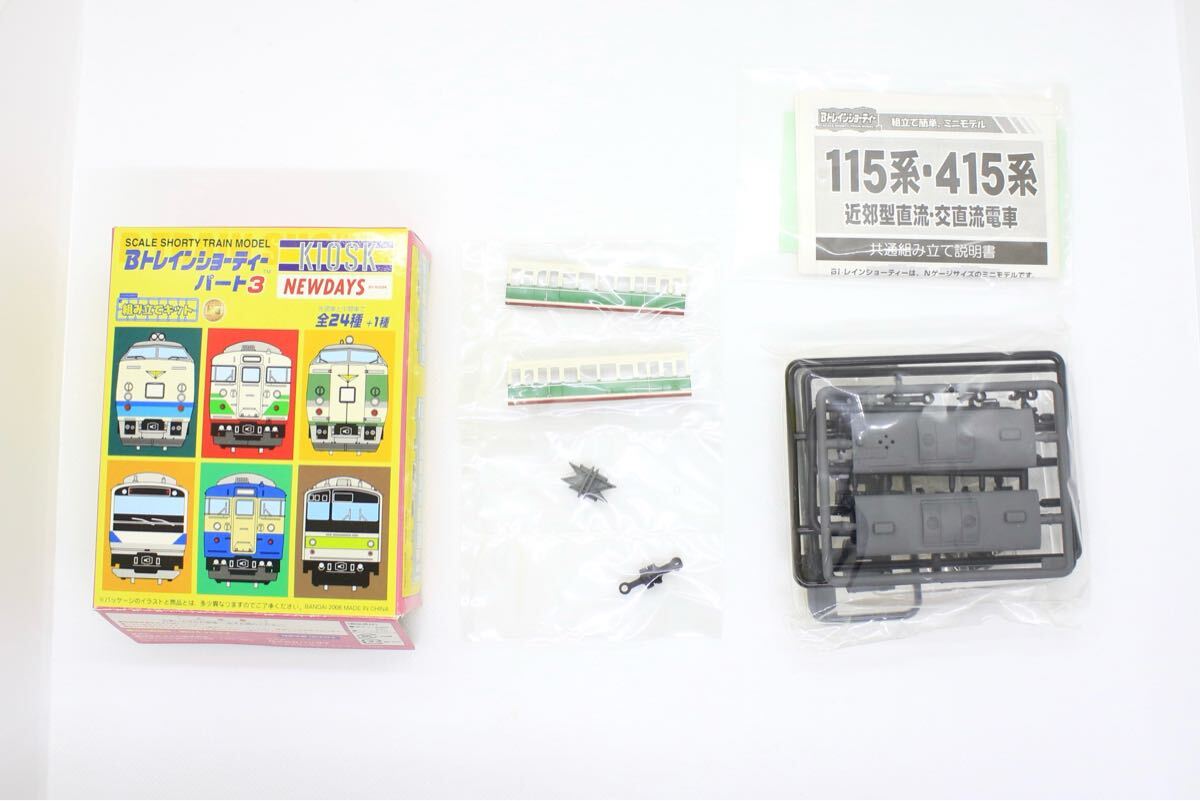 SCALE SHORTY TRAIN MODEL
Bトレインショーティー
パート3™
KIOSK
NEWDAYS
組み立てキット
全24種+1種
※パッケージのイラストと商品とは、多少異なりますのでご了承ください。 BANDAI 2006 MADE IN CHINA
Bトレインショーティー
組立て簡単、ミニモデル
115系・415系
近郊型直流・交直流電車
共通組み立て説明書
Bトレインショーティーは、Nゲージサイズのミニモデルです。